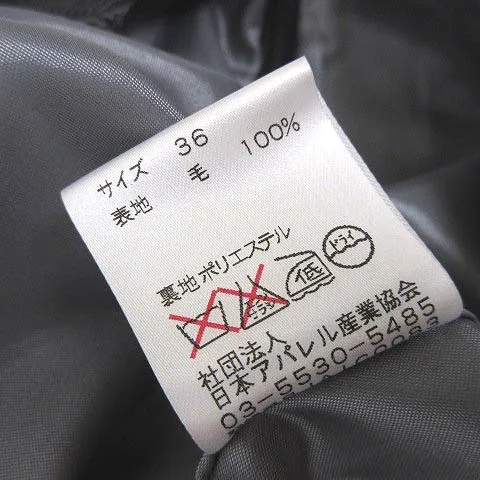 サイズ 36
表地 毛 100%
裏地ポリエステル
低 ドライ
社団法人
日本アパレル産業協会
03-5530-5485